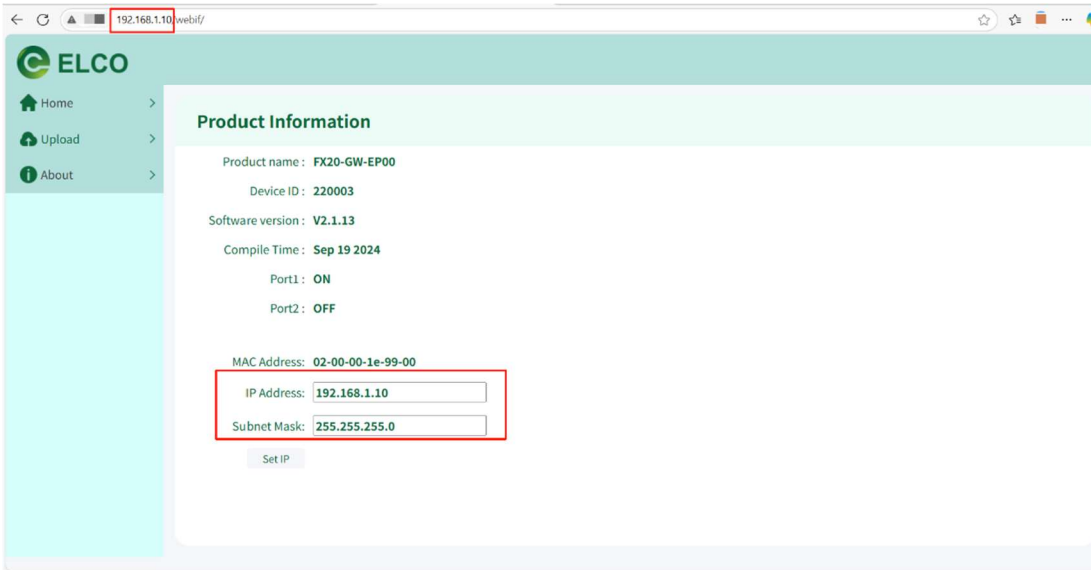 192.168.1.10/webif/
ELCO
Home
Upload
About
Product Information
Product name : FX20-GW-EP00
Device ID : 220003
Software version : V2.1.13
Compile Time : Sep 19 2024
Port1 : ON
Port2 : OFF
MAC Address: 02-00-00-1e-99-00
IP Address: 192.168.1.10
Subnet Mask: 255.255.255.0
Set IP